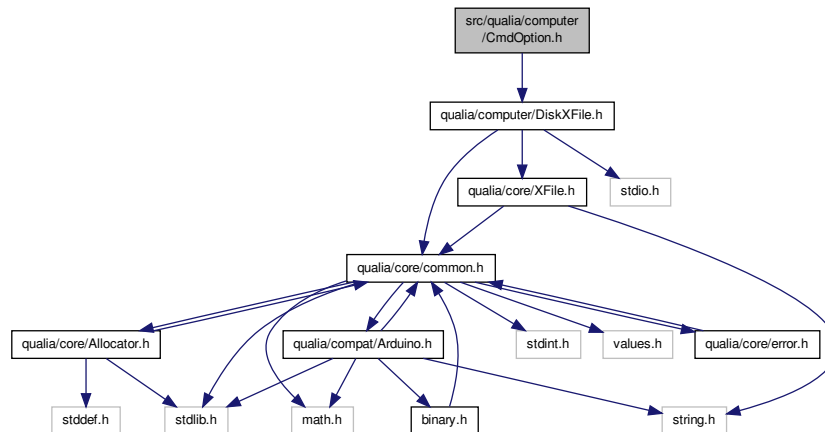 src/qualia/computer
/CmdOption.h
qualia/computer/DiskXFile.h
qualia/core/XFile.h
stdio.h
qualia/core/common.h
qualia/core/Allocator.h
qualia/compat/Arduino.h
stdint.h
values.h
qualia/core/error.h
stddef.h
stdlib.h
math.h
binary.h
string.h